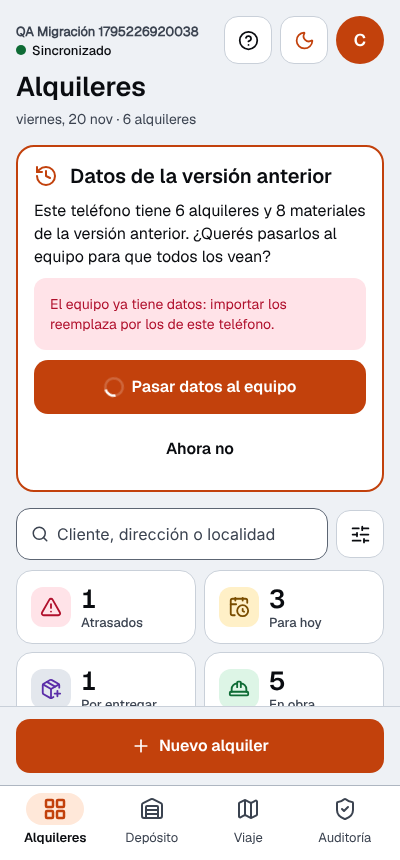 QA Migración 1795226920038
Sincronizado
C
Alquileres
viernes, 20 nov · 6 alquileres
Datos de la versión anterior
Este teléfono tiene 6 alquileres y 8 materiales
de la versión anterior. ¿Querés pasarlos al
equipo para que todos los vean?
El equipo ya tiene datos: importar los
reemplaza por los de este teléfono.
Pasar datos al equipo
Ahora no
Cliente, dirección o localidad
1
Atrasados
3
Para hoy
1
Por entregar
5
En obra
Nuevo alquiler
Alquileres
Depósito
Viaje
Auditoría